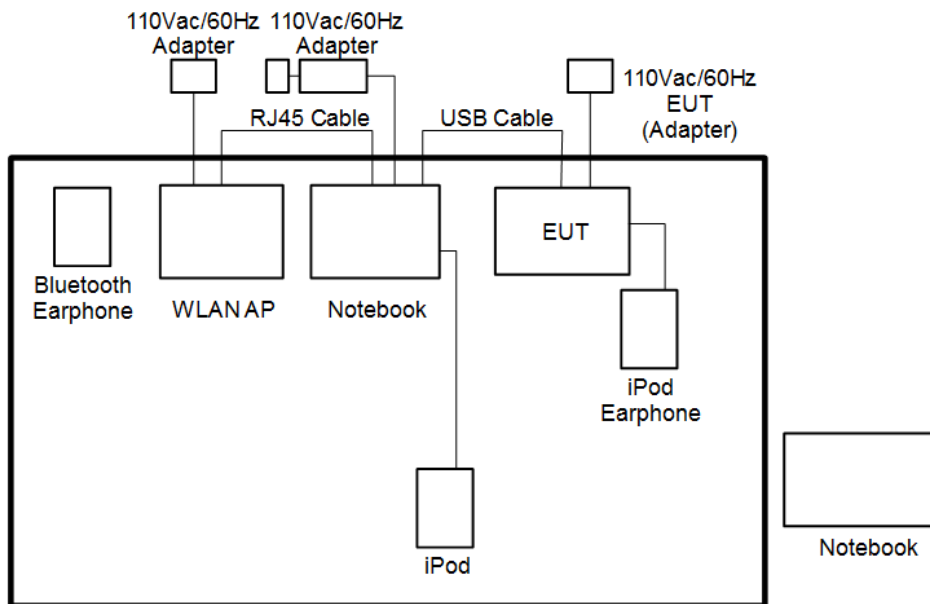 110Vac/60Hz
Adapter
110Vac/60Hz
Adapter
110Vac/60Hz
EUT
(Adapter)
RJ45 Cable
USB Cable
EUT
Bluetooth
Earphone
WLAN AP
Notebook
iPod
Earphone
iPod
Notebook